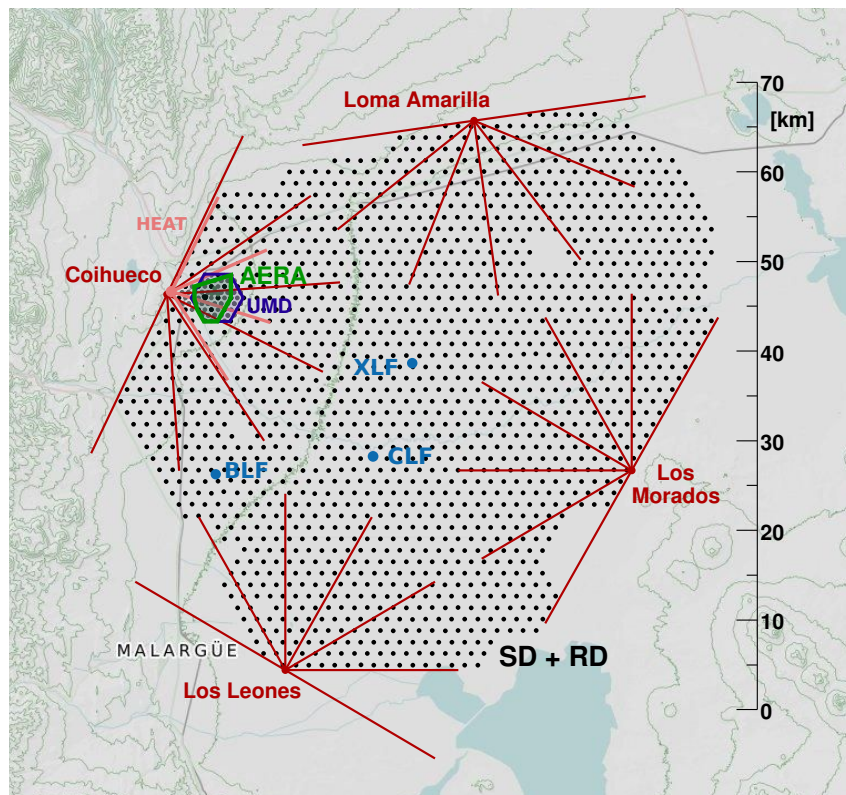 70
Loma Amarilla
[km]
60
HEAT
50
Coihueco
AERA
UMD
40
XLF
30
CLF
BLF
Los
Morados
20
10
MALARGÜE
SD + RD
Los Leones
0